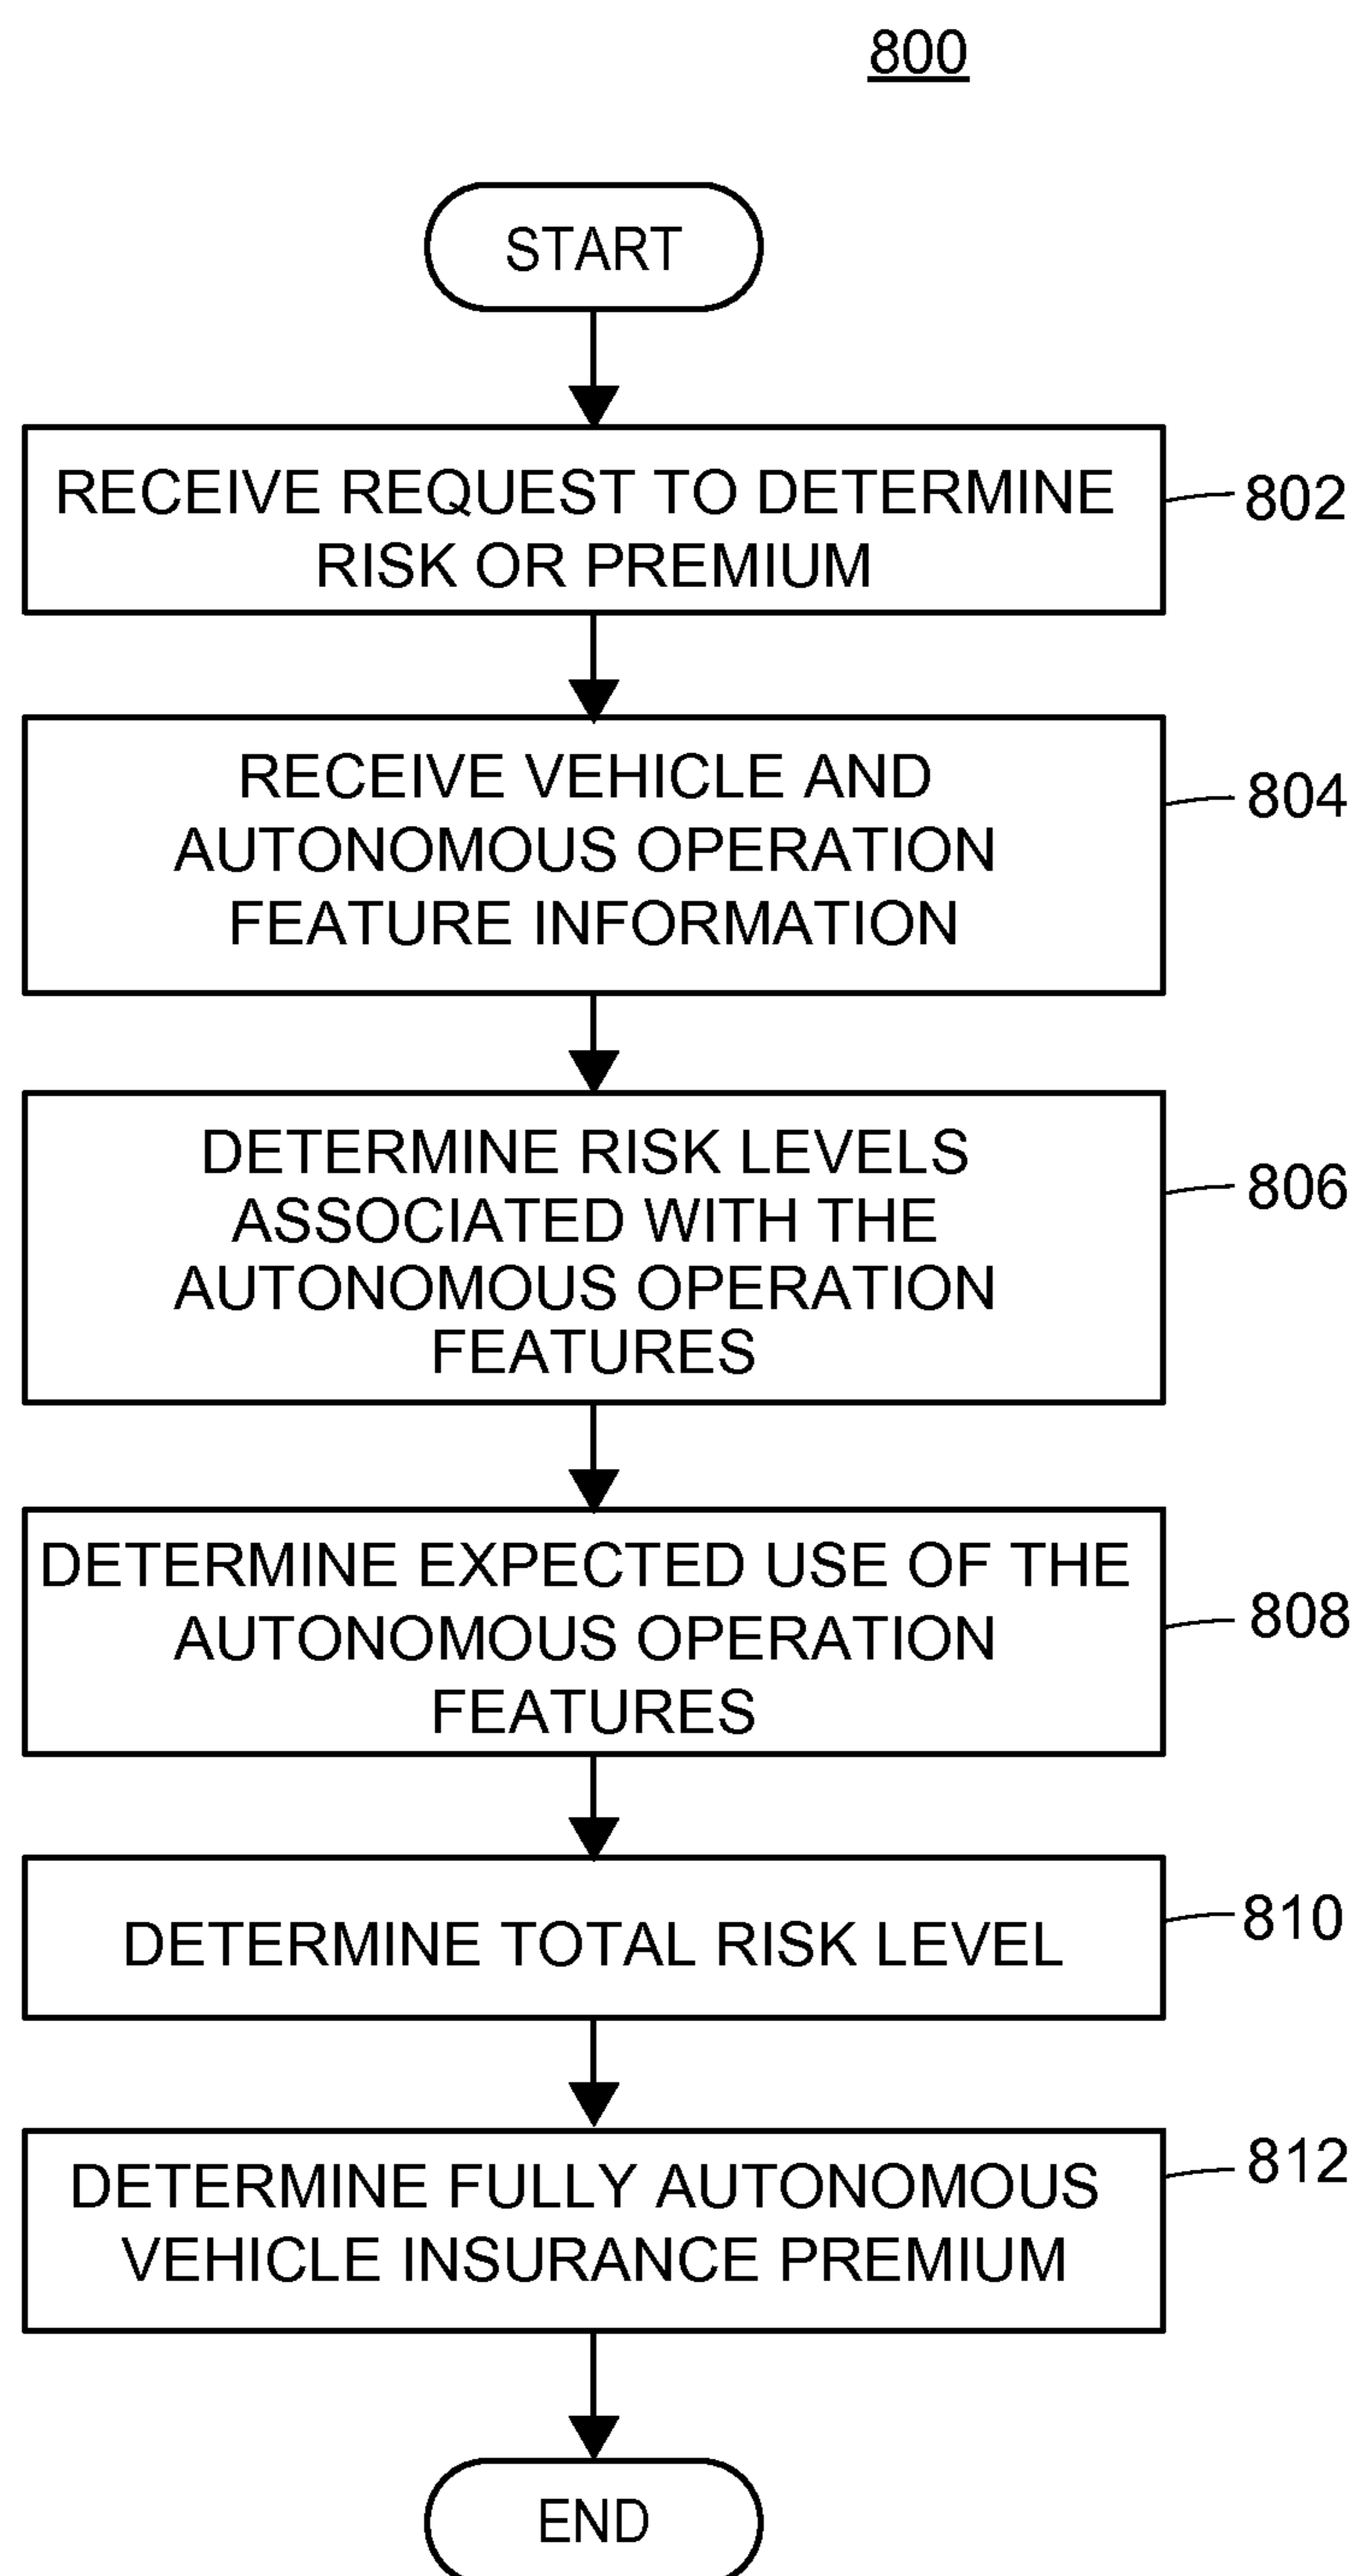 800
START
RECEIVE REQUEST TO DETERMINE
RISK OR PREMIUM
802
RECEIVE VEHICLE AND
AUTONOMOUS OPERATION
FEATURE INFORMATION
804
DETERMINE RISK LEVELS
ASSOCIATED WITH THE
AUTONOMOUS OPERATION
FEATURES
806
DETERMINE EXPECTED USE OF THE
AUTONOMOUS OPERATION
FEATURES
808
DETERMINE TOTAL RISK LEVEL
810
DETERMINE FULLY AUTONOMOUS
VEHICLE INSURANCE PREMIUM
812
END